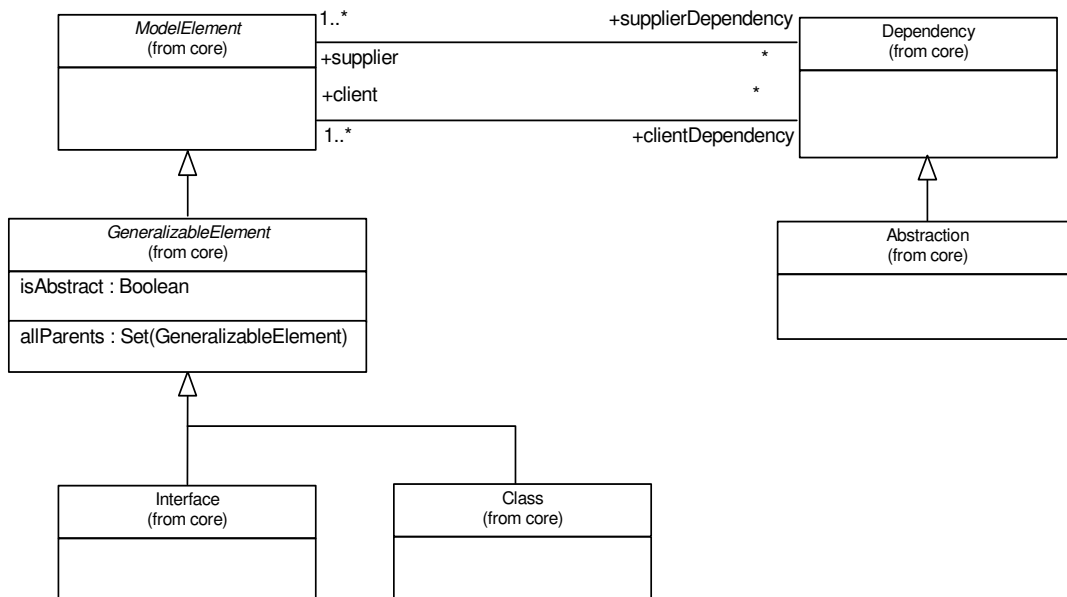 ModelElement
(from core)
1..*
+supplierDependency
+supplier
*
Dependency
(from core)
+client
*
1..*
+clientDependency
GeneralizableElement
(from core)
isAbstract : Boolean
allParents : Set(GeneralizableElement)
Abstraction
(from core)
Interface
(from core)
Class
(from core)